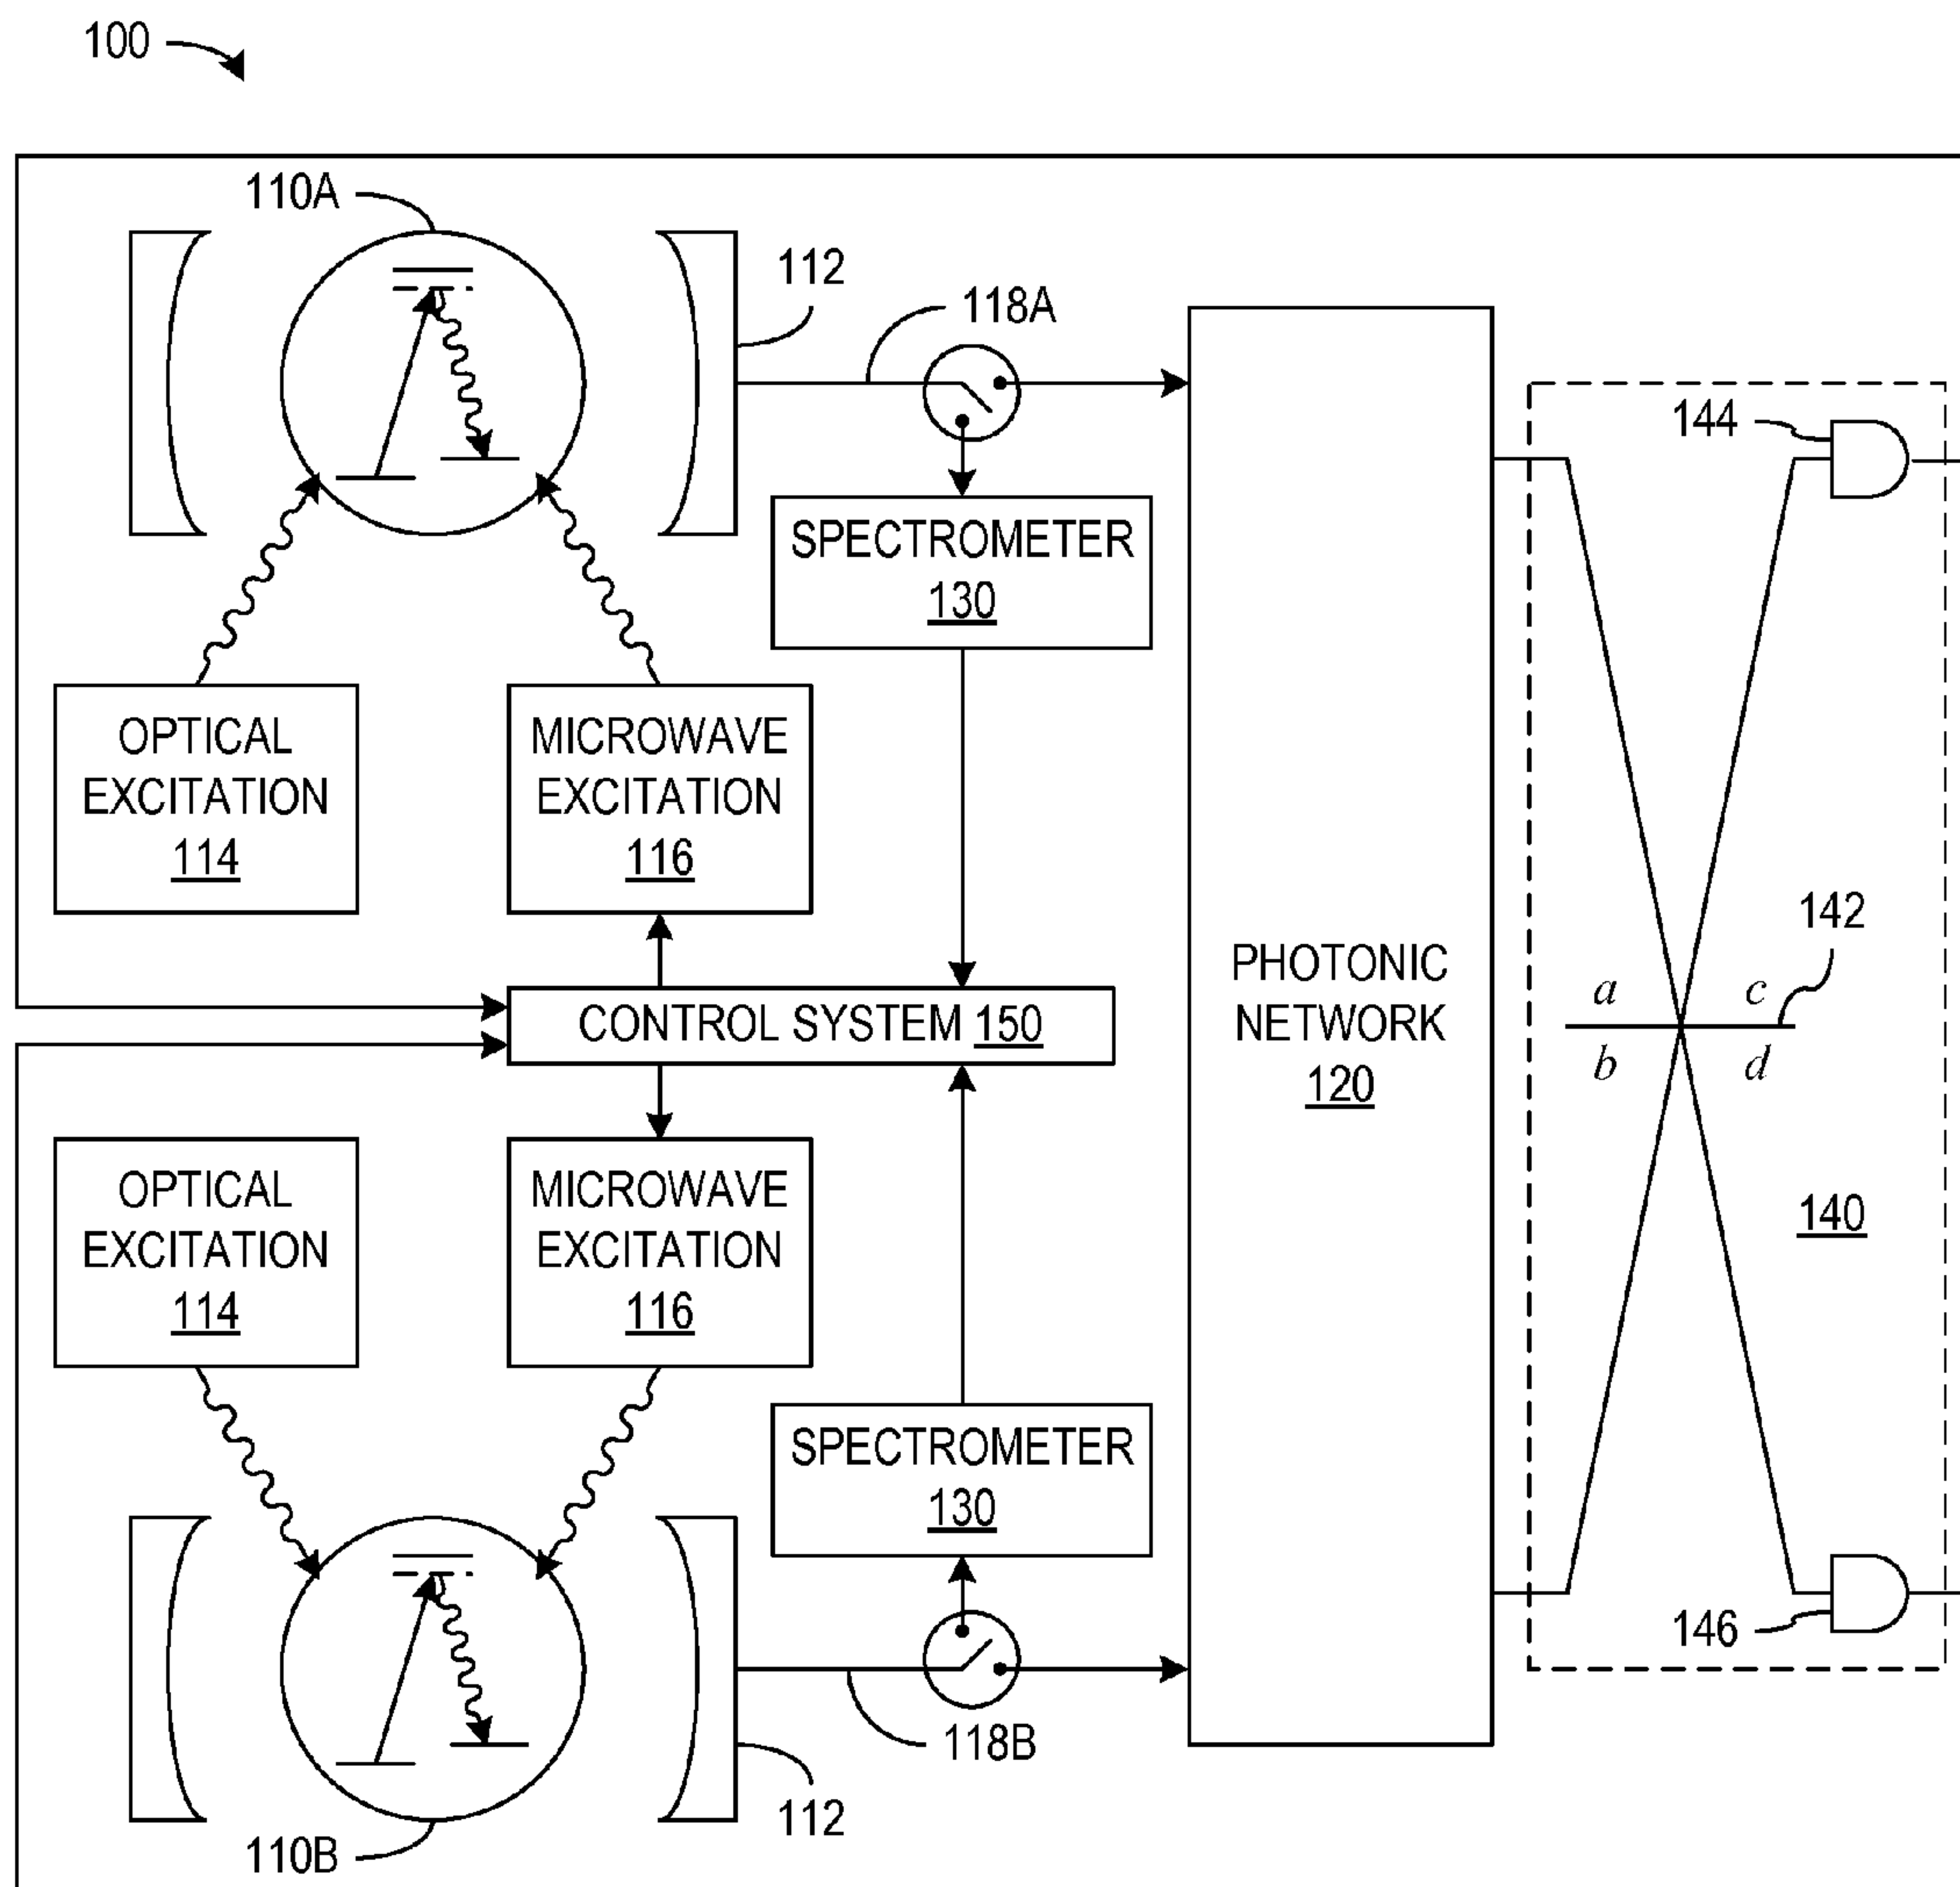 100
110A
112
118A
144
SPECTROMETER
130
OPTICAL
EXCITATION
114
MICROWAVE
EXCITATION
116
142
PHOTONIC
NETWORK
120
a
c
b
d
CONTROL SYSTEM 150
OPTICAL
EXCITATION
114
MICROWAVE
EXCITATION
116
140
SPECTROMETER
130
146
118B
112
110B